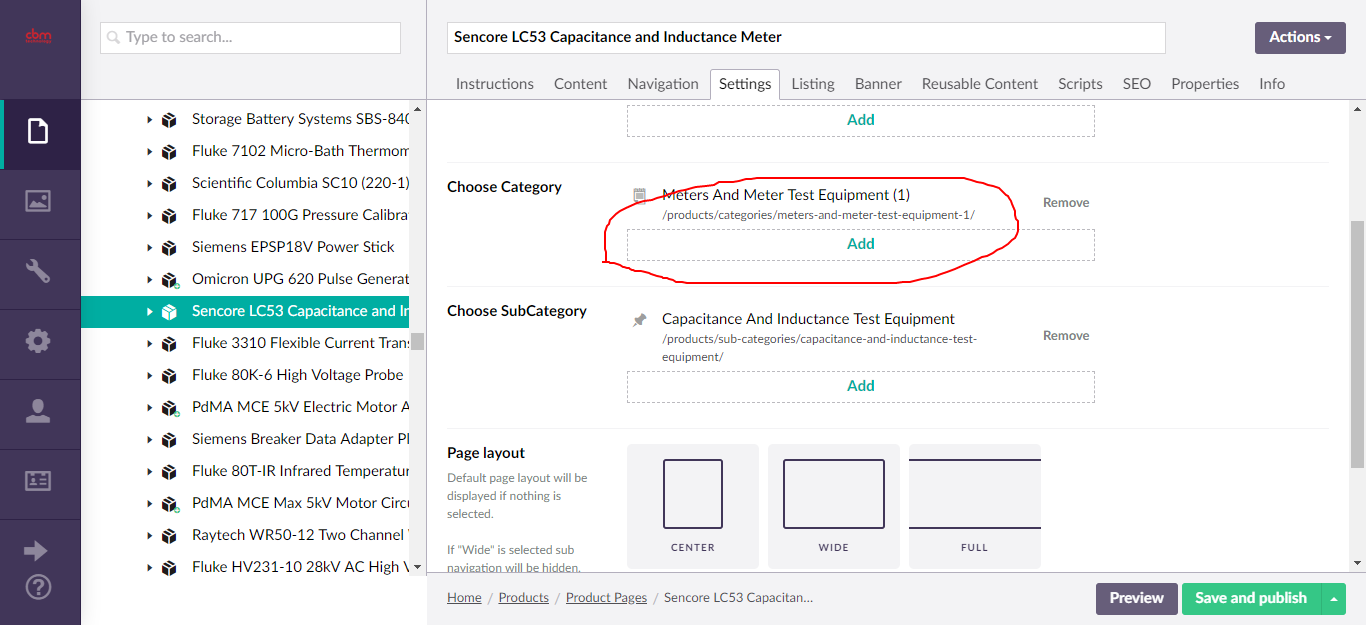 cbm
Type to search...
Storage Battery Systems SBS-840
Fluke 7102 Micro-Bath Thermom
Scientific Columbia SC10 (220-1)
Fluke 717 100G Pressure Calibra
Siemens EPSP18V Power Stick
Omicron UPG 620 Pulse Generat
Sencore LC53 Capacitance and In
Fluke 3310 Flexible Current Trans
Fluke 80K-6 High Voltage Probe
PdMA MCE 5kV Electric Motor A
Siemens Breaker Data Adapter Pl
Fluke 80T-IR Infrared Temperatur
PdMA MCE Max 5kV Motor Circu
Raytech WR50-12 Two Channel
Fluke HV231-10 28kV AC High V
Sencore LC53 Capacitance and Inductance Meter
Actions
Instructions Content Navigation Settings Listing Banner Reusable Content Scripts SEO Properties Info
Add
Choose Category
Meters And Meter Test Equipment (1)
/products/categories/meters-and-meter-test-equipment-1/
Remove
Add
Choose SubCategory
Capacitance And Inductance Test Equipment
/products/sub-categories/capacitance-and-inductance-test-
equipment/
Remove
Add
Page layout
Default page layout will be
displayed if nothing is
selected.
If "Wide" is selected sub
navigation will be hidden.
CENTER WIDE FULL
Home / Products / Product Pages / Sencore LC53 Capacitan...
Preview
Save and publish